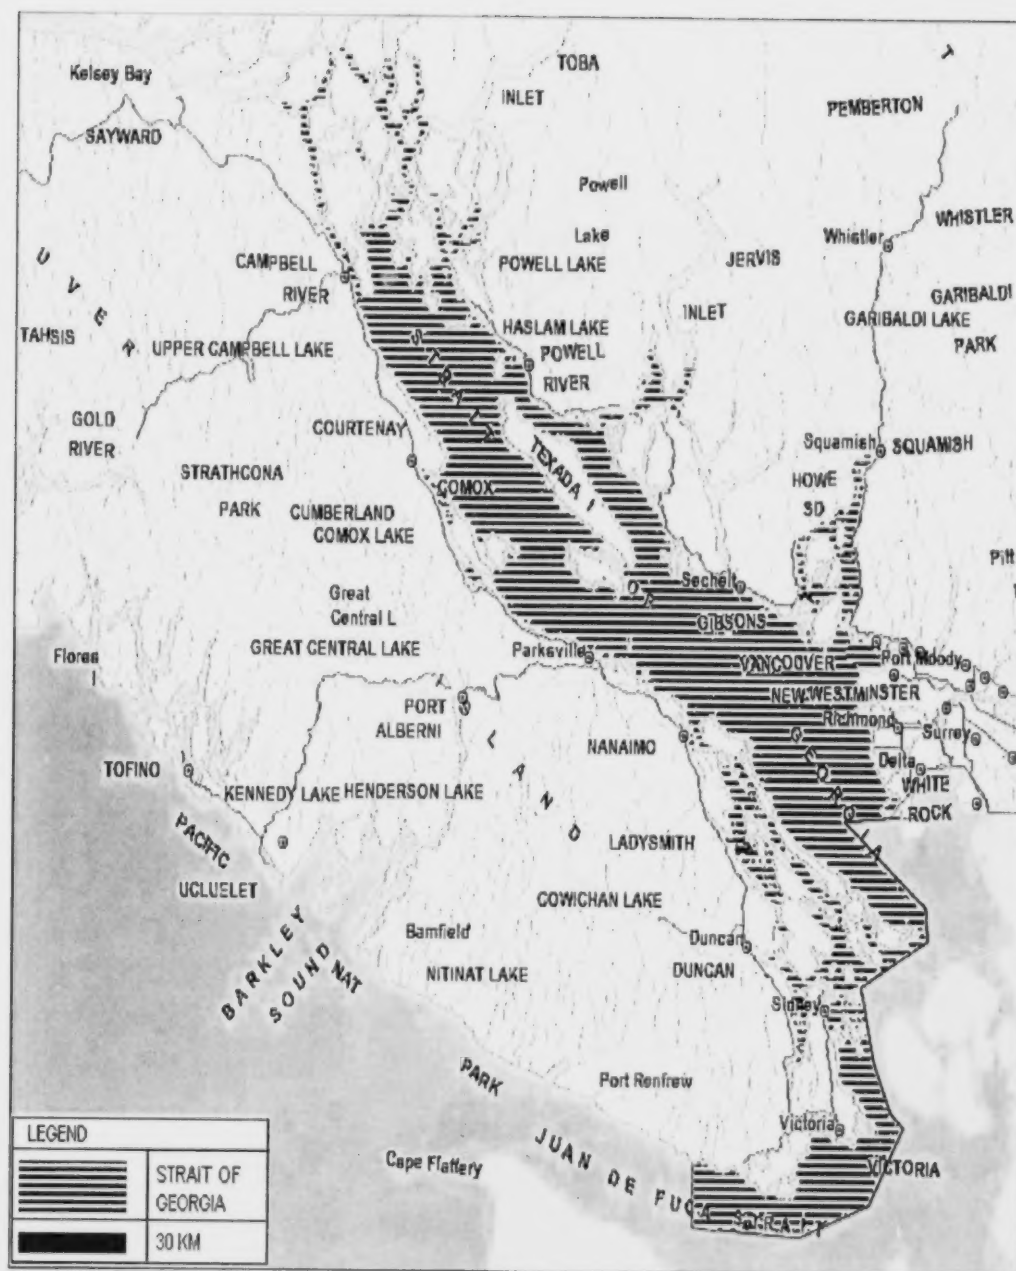 TOBA
INLET
Kelsey Bay
SAYWARD
PEMBERTON
Powell
Lake
POWELL LAKE
WHISTLER
Whistler
JERVIS
INLET
CAMPBELL
RIVER
GARIBALDI
GARIBALDI LAKE
PARK
U V E R
TAHSIS
UPPER CAMPBELL LAKE
HASLAM LAKE
POWELL
RIVER
STRAIT
GOLD
RIVER
COURTENAY
TEXADA I
Squamish
SQUAMISH
HOWE
SD
STRATHCONA
PARK
COMOX
CUMBERLAND
COMOX LAKE
Pitt
Sechelt
OF
GIBSONS
Great
Central L
GREAT CENTRAL LAKE
Flores
I
Parksville
VANCOUVER
Port Moody
NEW WESTMINSTER
PORT
ALBERNI
Richmond
Surrey
NANAIMO
GEORGIA
Delta
WHITE
ROCK
TOFINO
KENNEDY LAKE
HENDERSON LAKE
L A N D
LADYSMITH
PACIFIC
UCLUELET
COWICHAN LAKE
BARKLEY
SOUND
NAT
Bamfield
Duncan
DUNCAN
NITINAT LAKE
Sidney
PARK
Port Renfrew
Victoria
VICTORIA
Cape Flattery
JUAN DE FUCA STRAIT
LEGEND
STRAIT OF
GEORGIA
30 KM